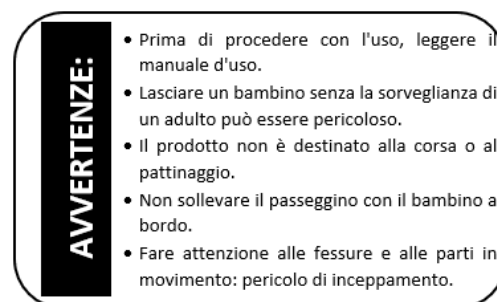 AVVERTENZE:
• Prima di procedere con l'uso, leggere il
manuale d'uso.
• Lasciare un bambino senza la sorveglianza di
un adulto può essere pericoloso.
• Il prodotto non è destinato alla corsa o al
pattinaggio.
• Non sollevare il passeggino con il bambino a
bordo.
• Fare attenzione alle fessure e alle parti in
movimento: pericolo di inceppamento.